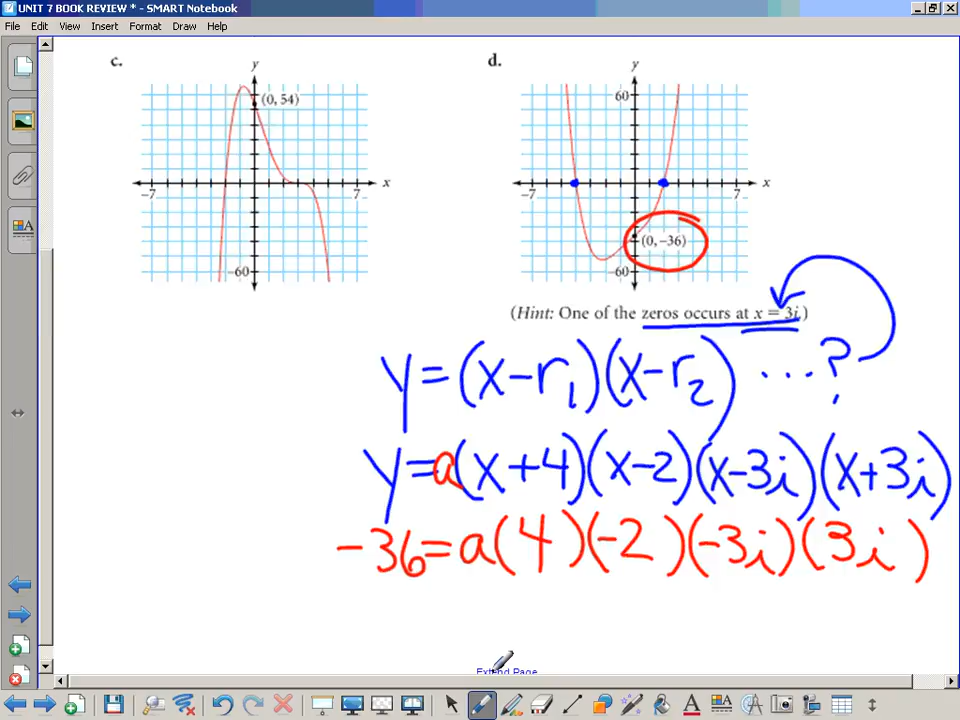 UNIT 7 BOOK REVIEW * - SMART Notebook
File Edit View Insert Format Draw Help
c.
y
(0, 54)
x
-7
7
-60
d.
y
60
x
-7
7
(0, -36)
-60
(Hint: One of the zeros occurs at x = 3i.)
y=(x-r₁)(x-r₂) ...?
y=a(x+4)(x-2)(x-3i)(x+3i)
-36=a(4)(-2)(-3i)(3i)
Extend Page